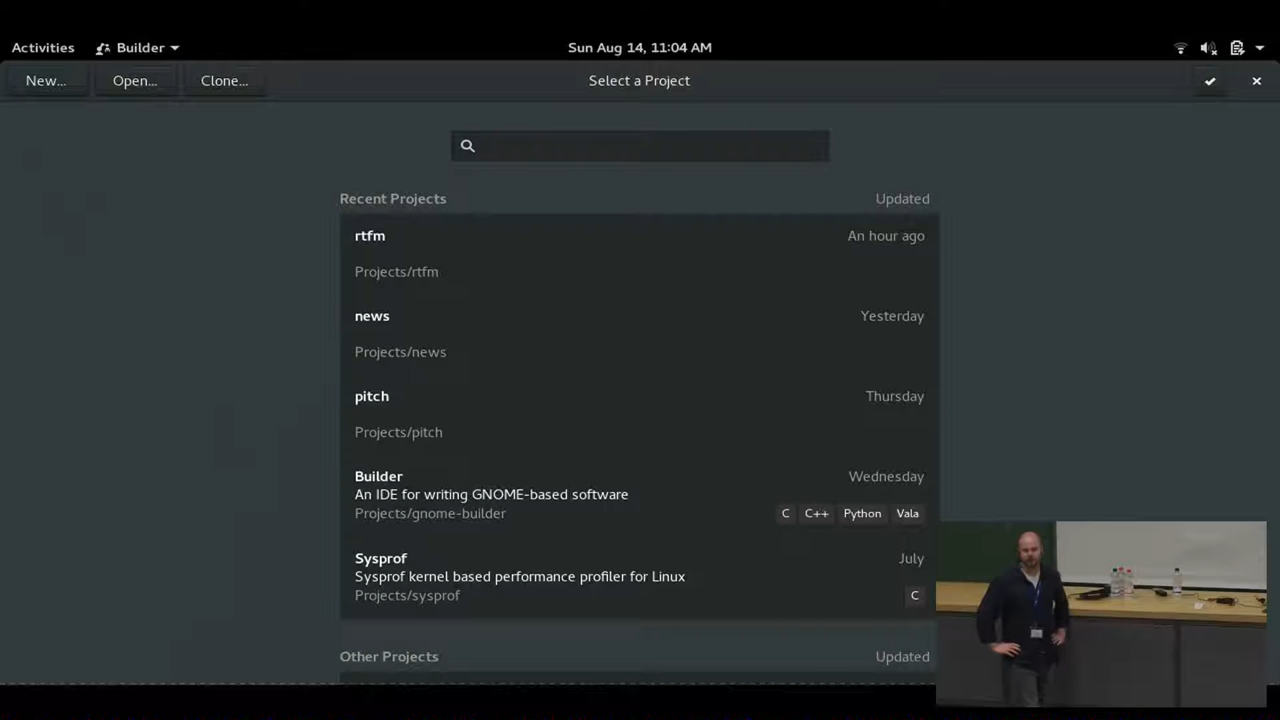 Activities Builder Sun Aug 14, 11:04 AM
New... Open... Clone... Select a Project
Recent Projects Updated
rtfm An hour ago
Projects/rtfm
news Yesterday
Projects/news
pitch Thursday
Projects/pitch
Builder Wednesday
An IDE for writing GNOME-based software
Projects/gnome-builder C C++ Python Vala
Sysprof July
Sysprof kernel based performance profiler for Linux
Projects/sysprof C
Other Projects Updated